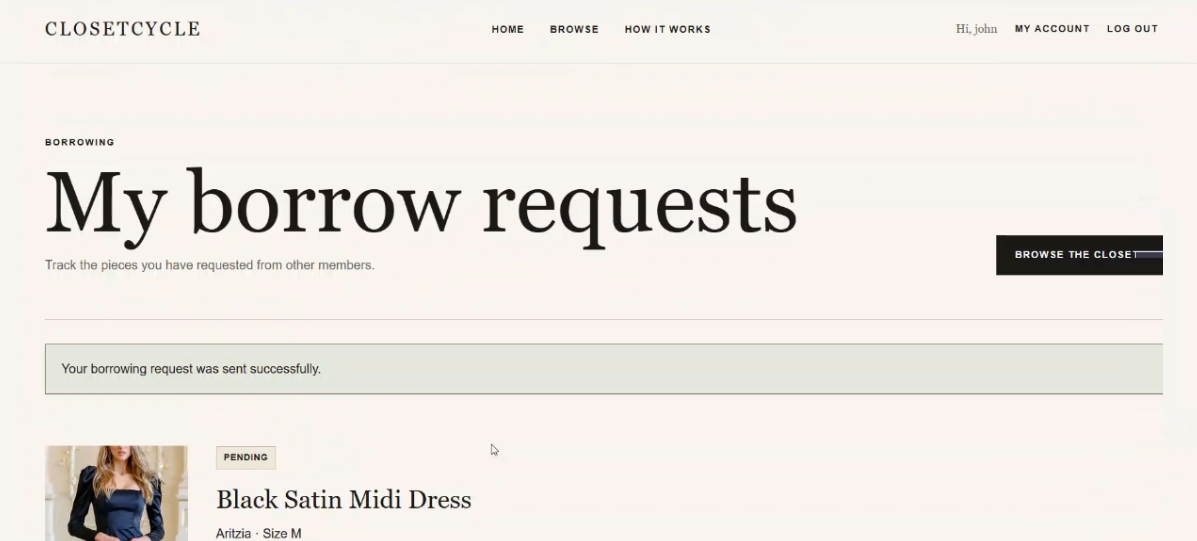 CLOSETCYCLE
HOME BROWSE HOW IT WORKS
Hi, john MY ACCOUNT LOG OUT
BORROWING
My borrow requests
Track the pieces you have requested from other members.
BROWSE THE CLOSET
Your borrowing request was sent successfully.
PENDING
Black Satin Midi Dress
Aritzia · Size M